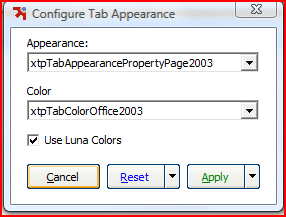 Configure Tab Appearance
Appearance:
xtpTabAppearancePropertyPage2003
Color
xtpTabColorOffice2003
Use Luna Colors
Cancel Reset Apply